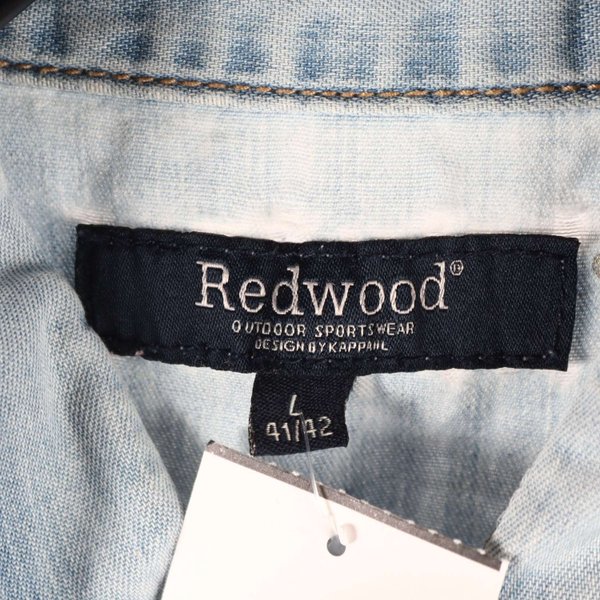 Redwood®
OUTDOOR SPORTSWEAR
DESIGN BY KAPPAHL
L
41/42